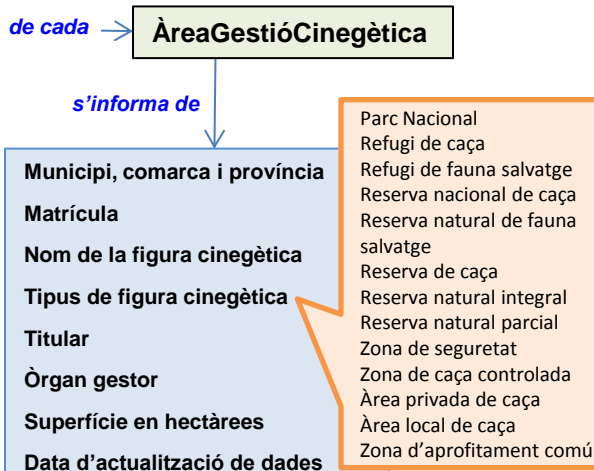 de cada
ÀreaGestióCinegètica
s'informa de
Municipi, comarca i província
Matrícula
Nom de la figura cinegètica
Tipus de figura cinegètica
Titular
Òrgan gestor
Superfície en hectàrees
Data d'actualització de dades
Parc Nacional
Refugi de caça
Refugi de fauna salvatge
Reserva nacional de caça
Reserva natural de fauna
salvatge
Reserva de caça
Reserva natural integral
Reserva natural parcial
Zona de seguretat
Zona de caça controlada
Àrea privada de caça
Àrea local de caça
Zona d'aprofitament comú